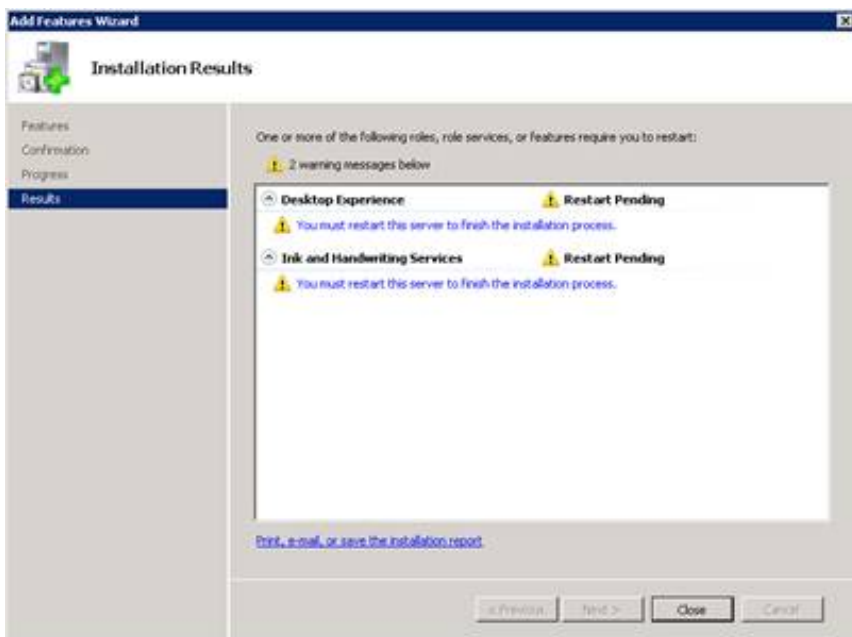 Add Features Wizard
Installation Results
Features
Confirmation
Progress
Results
One or more of the following roles, role services, or features require you to restart:
2 warning messages below
Desktop Experience Restart Pending
You must restart this server to finish the installation process.
Ink and Handwriting Services Restart Pending
You must restart this server to finish the installation process.
Print, e-mail, or save the installation report
< Previous Next > Close Cancel